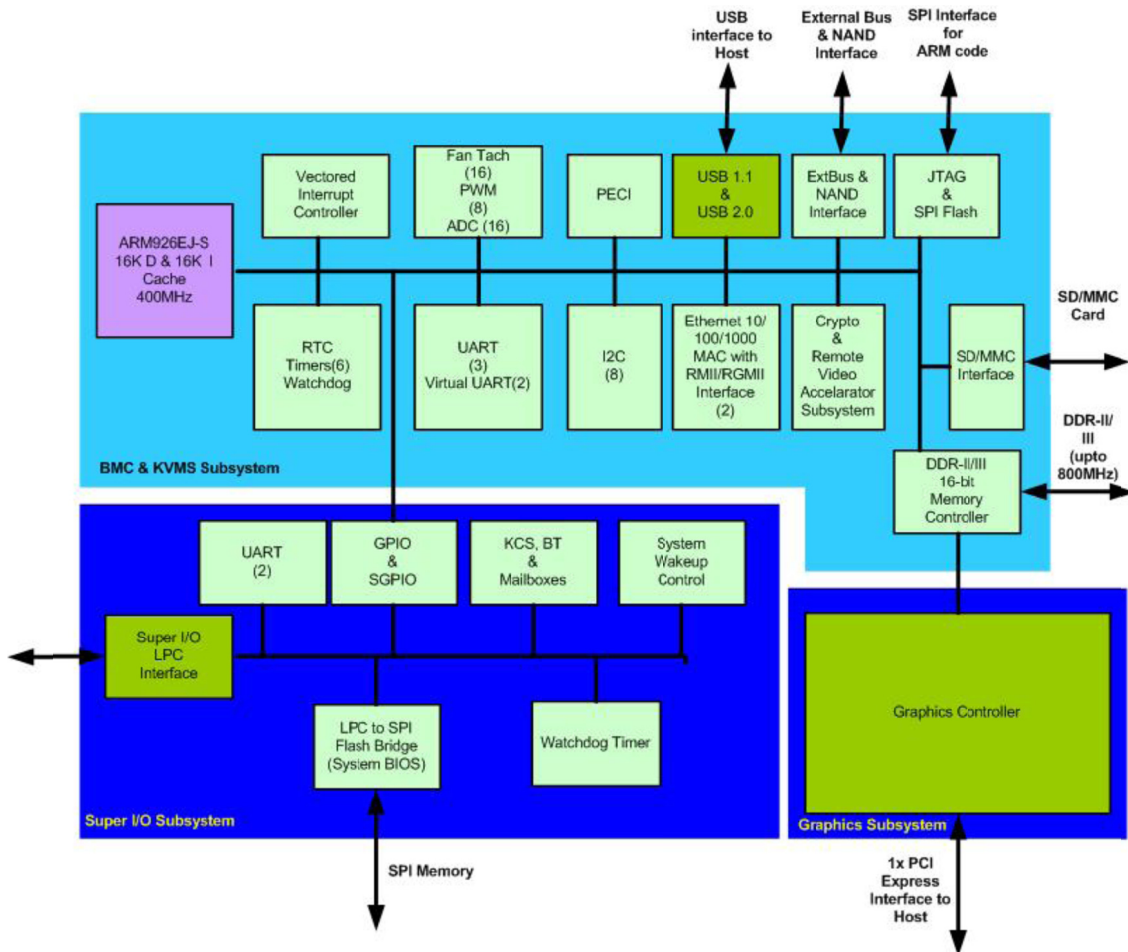 USB
interface to
Host
External Bus
& NAND
Interface
SPI Interface
for
ARM code
Vectored
Interrupt
Controller
Fan Tach
(16)
PWM
(8)
ADC (16)
PECI
USB 1.1
&
USB 2.0
ExtBus &
NAND
Interface
JTAG
&
SPI Flash
ARM926EJ-S
16K D & 16K I
Cache
400MHz
RTC
Timers(6)
Watchdog
UART
(3)
Virtual UART(2)
I2C
(8)
Ethernet 10/
100/1000
MAC with
RMII/RGMII
Interface
(2)
Crypto
&
Remote
Video
Accelarator
Subsystem
SD/MMC
Interface
SD/MMC
Card
BMC & KVMS Subsystem
DDR-II/III
16-bit
Memory
Controller
DDR-II/
III
(upto
800MHz)
UART
(2)
GPIO
&
SGPIO
KCS, BT
&
Mailboxes
System
Wakeup
Control
Super I/O
LPC
Interface
LPC to SPI
Flash Bridge
(System BIOS)
Watchdog Timer
Super I/O Subsystem
Graphics Controller
Graphics Subsystem
SPI Memory
1x PCI
Express
Interface to
Host